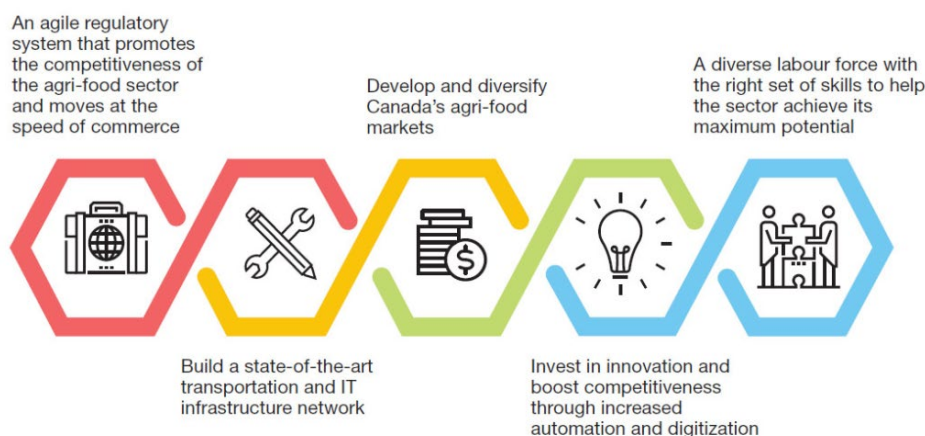 An agile regulatory
system that promotes
the competitiveness of
the agri-food sector
and moves at the
speed of commerce
Build a state-of-the-art
transportation and IT
infrastructure network
Develop and diversify
Canada’s agri-food
markets
$
Invest in innovation and
boost competitiveness
through increased
automation and digitization
A diverse labour force with
the right set of skills to help
the sector achieve its
maximum potential